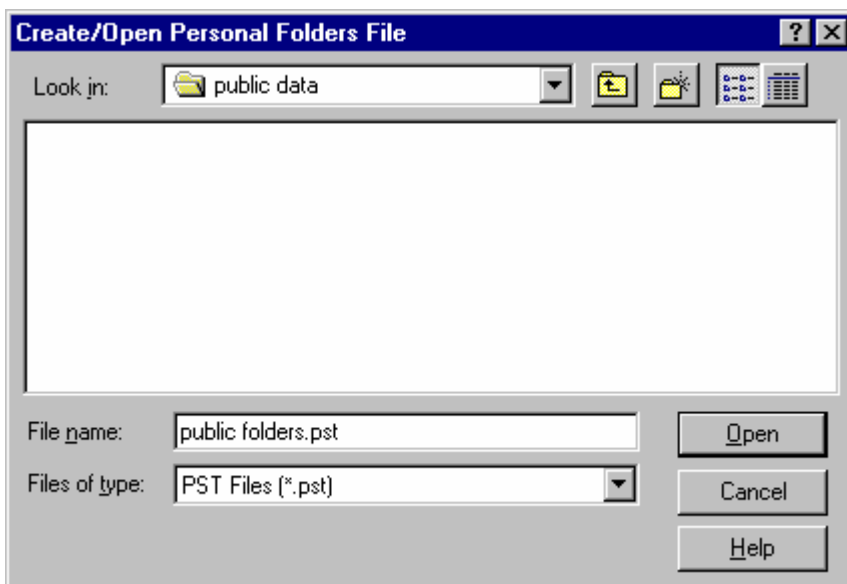 Create/Open Personal Folders File
Look in: public data
File name: public folders.pst Open
Files of type: PST Files (*.pst) Cancel
Help